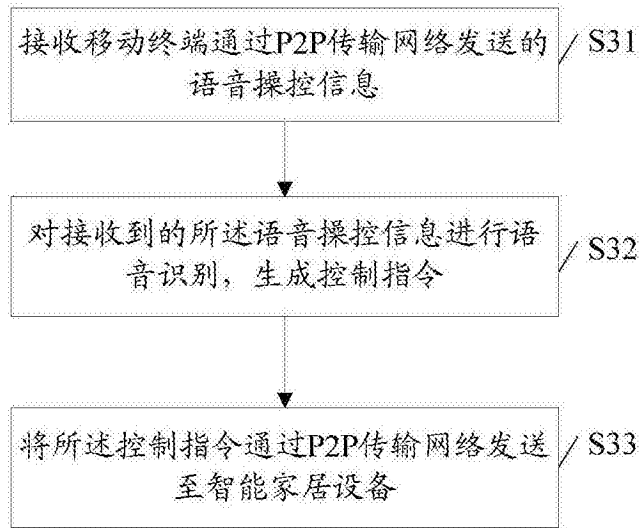 接收移动终端通过P2P传输网络发送的
语音操控信息
S31
对接收到的所述语音操控信息进行语
音识别，生成控制指令
S32
将所述控制指令通过P2P传输网络发送
至智能家居设备
S33